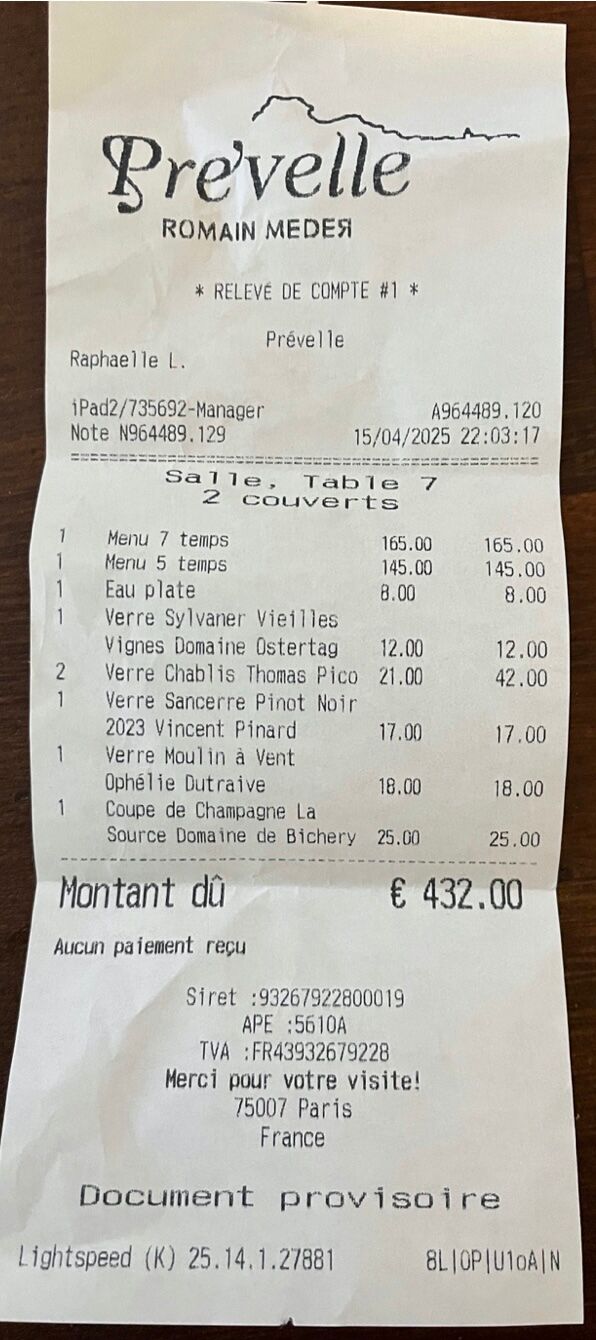 Prévelle
ROMAIN MEDER
* RELEVÉ DE COMPTE #1 *
Prévelle
Raphaelle L.
iPad2/735692-Manager A964489.120
Note N964489.129 15/04/2025 22:03:17
Salle, Table 7
2 couverts
1 Menu 7 temps 165.00 165.00
1 Menu 5 temps 145.00 145.00
1 Eau plate 8.00 8.00
1 Verre Sylvaner Vieilles
Vignes Domaine Ostertag 12.00 12.00
2 Verre Chablis Thomas Pico 21.00 42.00
1 Verre Sancerre Pinot Noir
2023 Vincent Pinard 17.00 17.00
1 Verre Moulin à Vent
Ophélie Dutraive 18.00 18.00
1 Coupe de Champagne La
Source Domaine de Bichery 25.00 25.00
Montant dû € 432.00
Aucun paiement reçu
Siret :93267922800019
APE :5610A
TVA :FR43932679228
Merci pour votre visite!
75007 Paris
France
Document provisoire
Lightspeed (K) 25.14.1.27881 8L|OP|U1oA|N